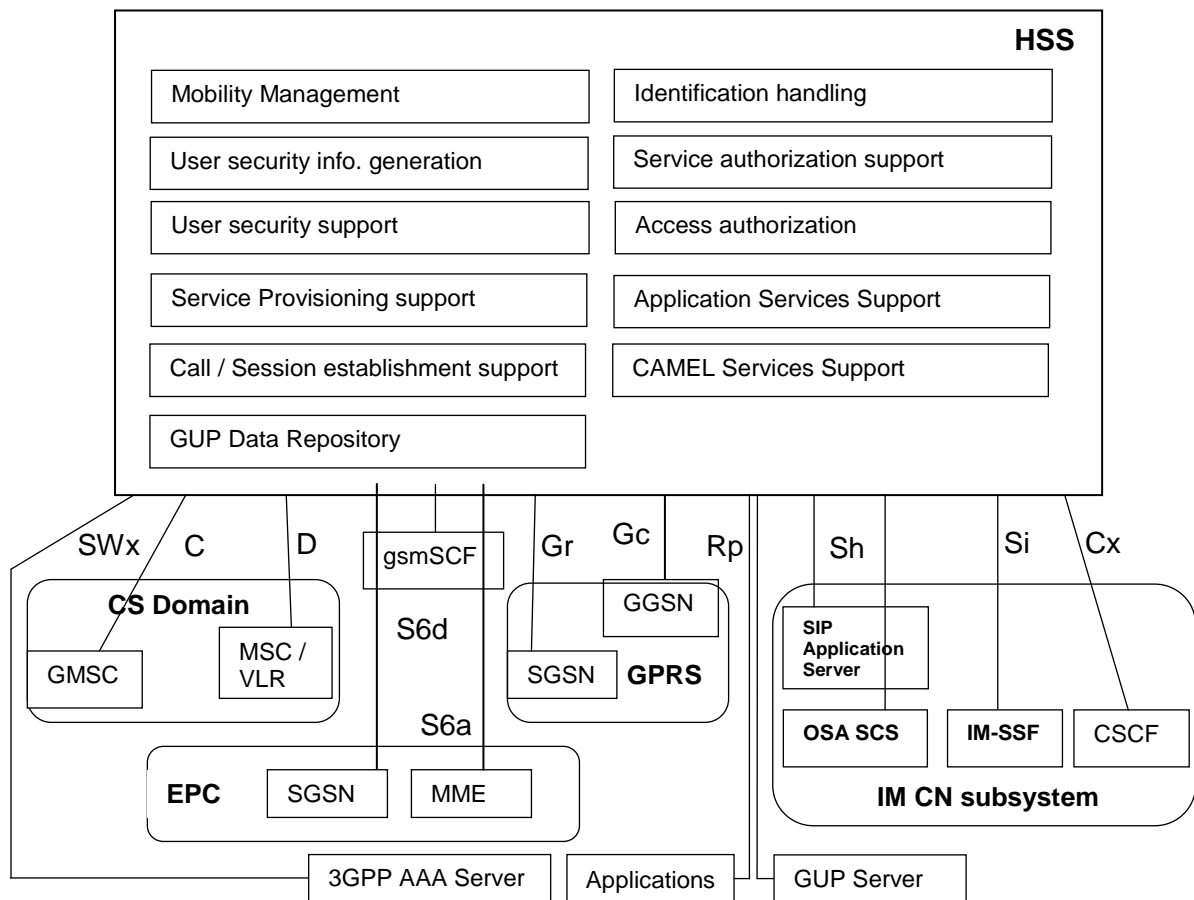 HSS
Mobility Management
Identification handling
User security info. generation
Service authorization support
User security support
Access authorization
Service Provisioning support
Application Services Support
Call / Session establishment support
CAMEL Services Support
GUP Data Repository
SWx
C
D
gsmSCF
Gr
Gc
Rp
Sh
Si
Cx
CS Domain
GMSC
MSC /
VLR
S6d
S6a
GGSN
SGSN
GPRS
SIP
Application
Server
OSA SCS
IM-SSF
CSCF
IM CN subsystem
EPC
SGSN
MME
3GPP AAA Server
Applications
GUP Server